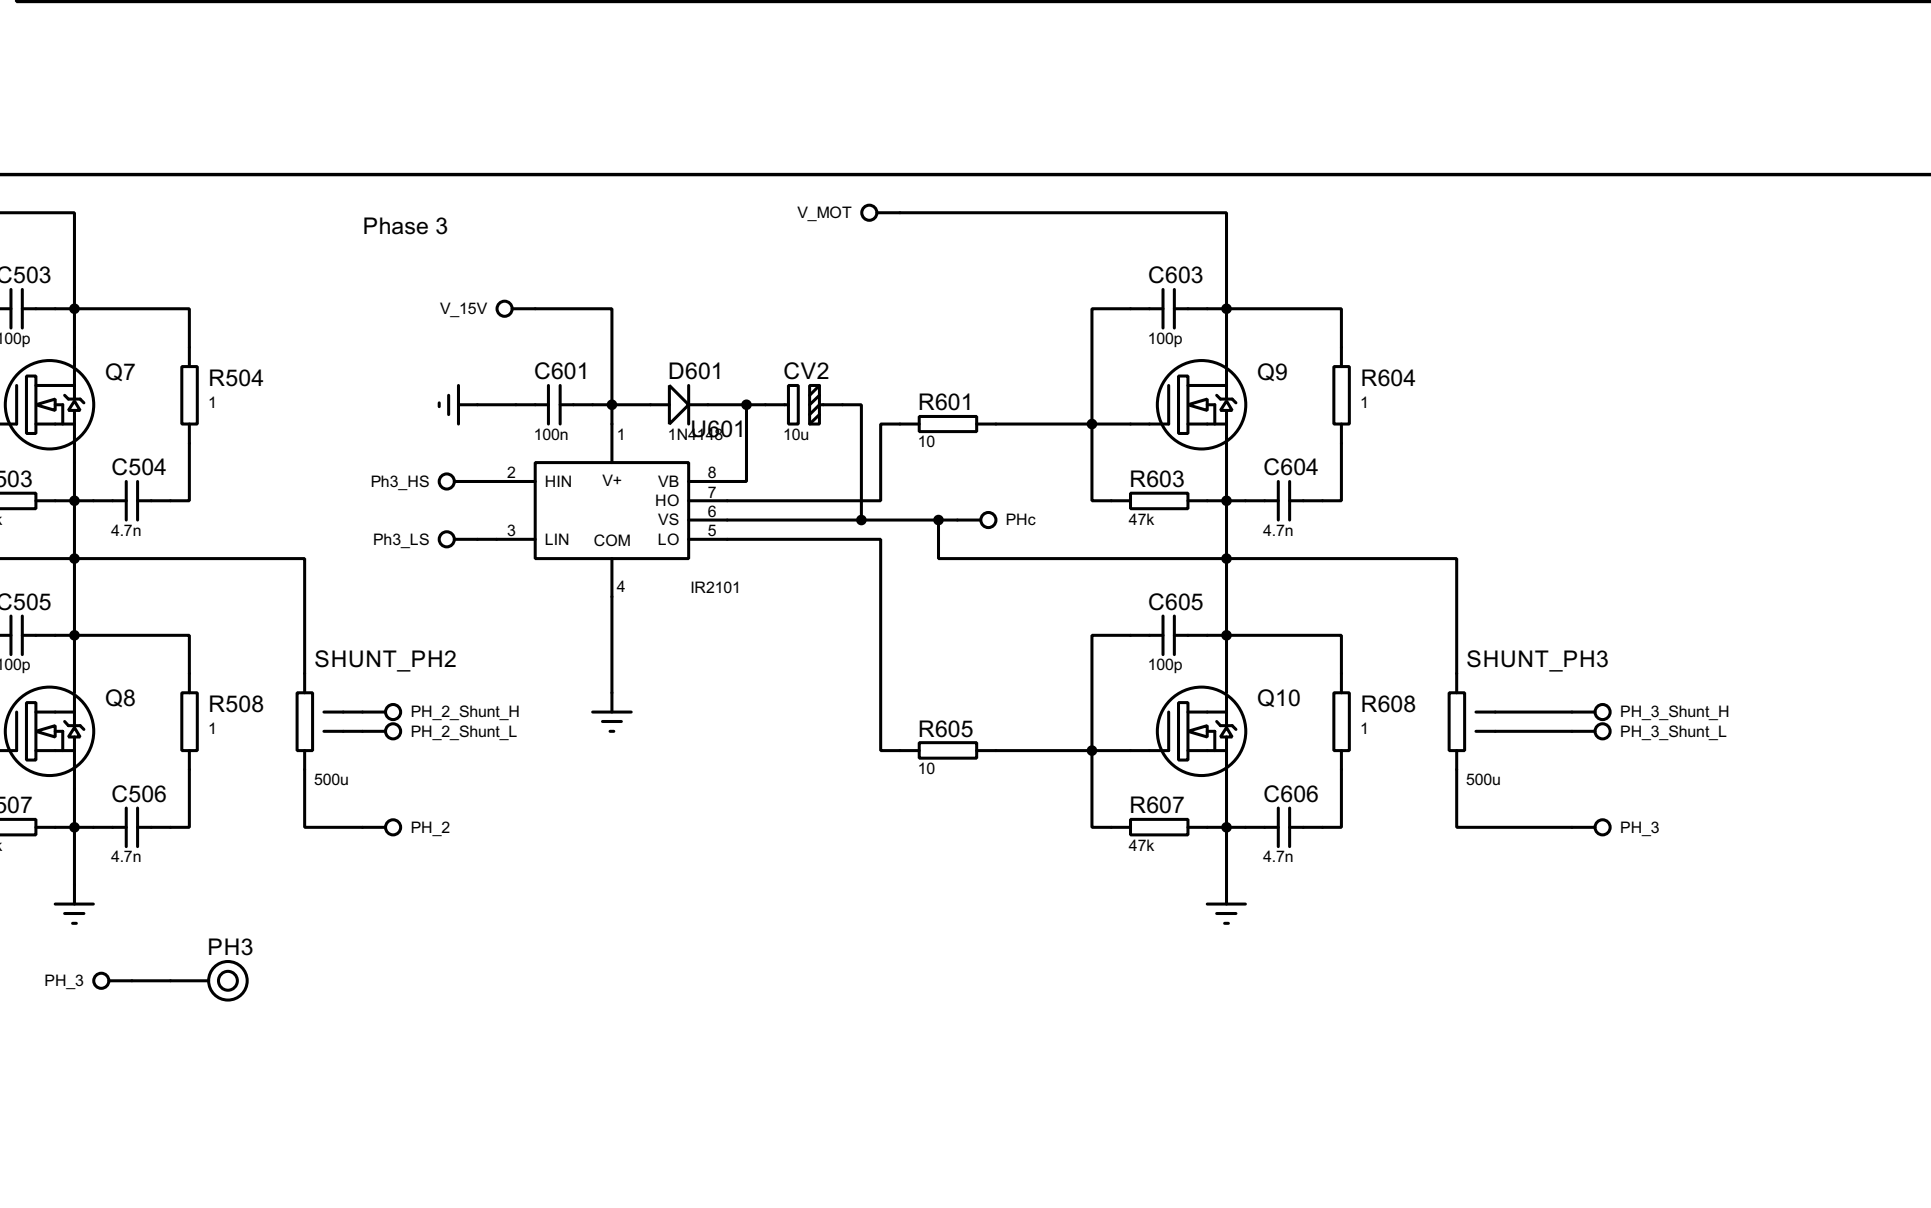 Phase 3
V_MOT
C503
100p
Q7
R504
1
503
C504
4.7n
V_15V
C601
100n
D601
1N4148
U601
CV2
10u
1
Ph3_HS
2
HIN
V+
VB
8
HO
7
VS
6
Ph3_LS
3
LIN
COM
LO
5
4
IR2101
PHc
R601
10
C603
100p
Q9
R604
1
R603
47k
C604
4.7n
C505
100p
Q8
R508
1
507
C506
4.7n
SHUNT_PH2
PH_2_Shunt_H
PH_2_Shunt_L
500u
PH_2
R605
10
C605
100p
Q10
R608
1
R607
47k
C606
4.7n
SHUNT_PH3
PH_3_Shunt_H
PH_3_Shunt_L
500u
PH_3
PH3
PH_3